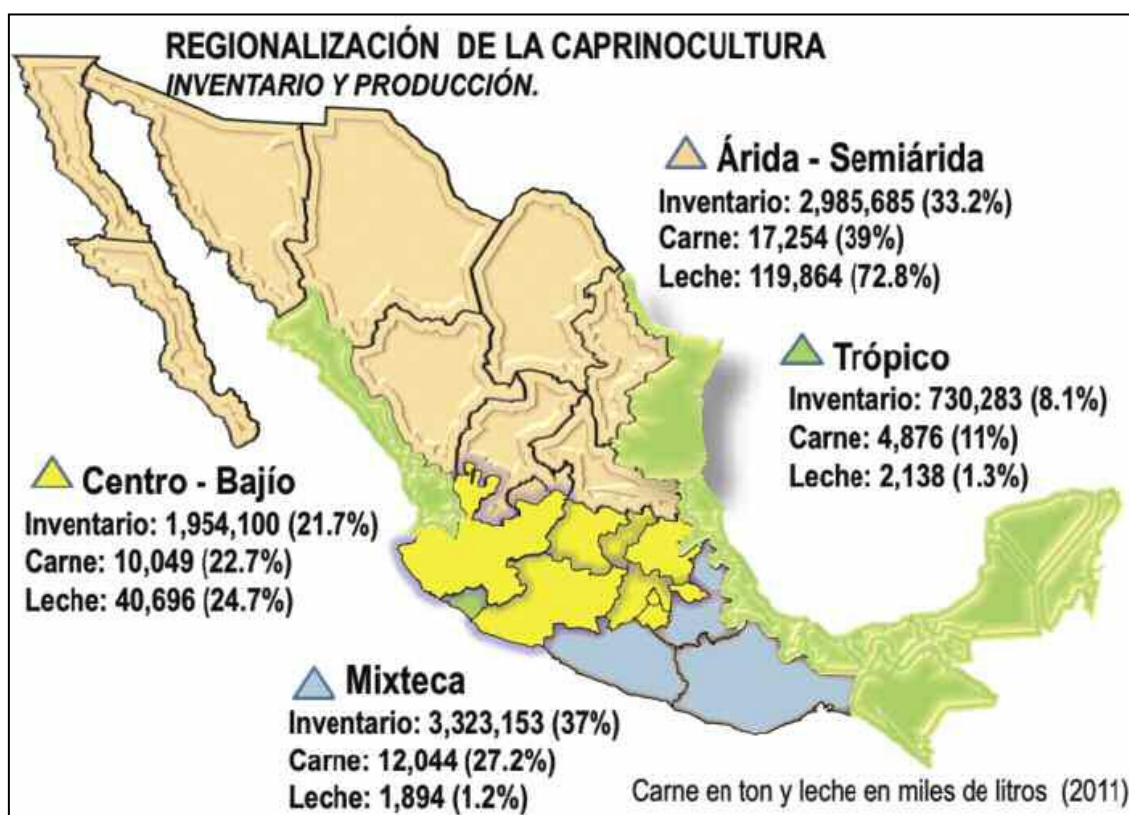 REGIONALIZACIÓN DE LA CAPRINOCULTURA
INVENTARIO Y PRODUCCIÓN.
Árida - Semiárida
Inventario: 2,985,685 (33.2%)
Carne: 17,254 (39%)
Leche: 119,864 (72.8%)
Trópico
Inventario: 730,283 (8.1%)
Carne: 4,876 (11%)
Leche: 2,138 (1.3%)
Centro - Bajío
Inventario: 1,954,100 (21.7%)
Carne: 10,049 (22.7%)
Leche: 40,696 (24.7%)
Mixteca
Inventario: 3,323,153 (37%)
Carne: 12,044 (27.2%)
Leche: 1,894 (1.2%)
Carne en ton y leche en miles de litros (2011)